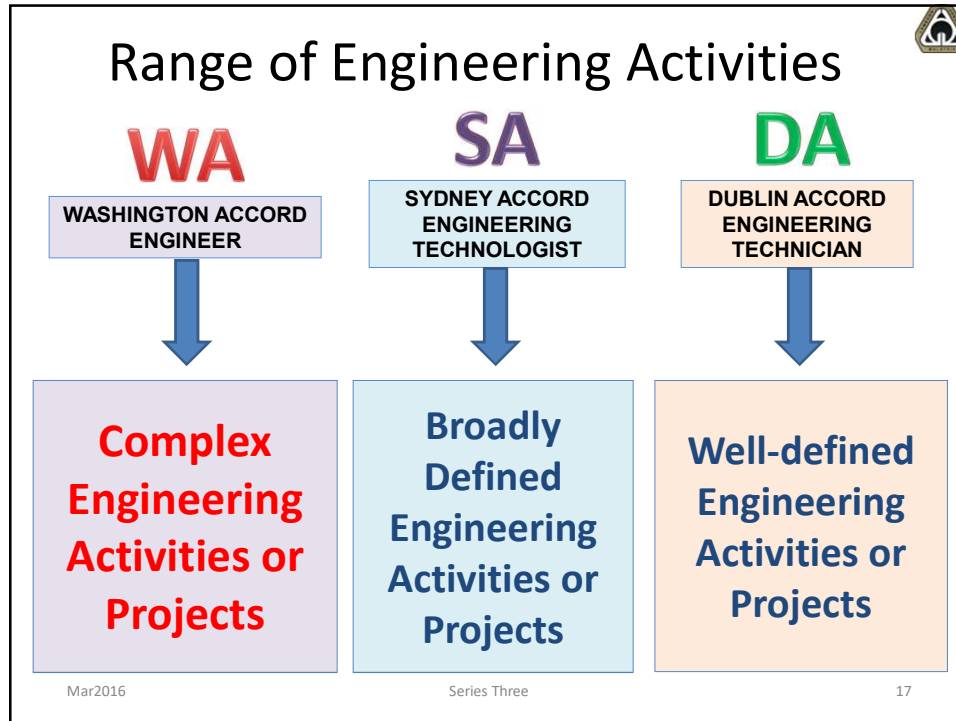 Range of Engineering Activities
WA
WASHINGTON ACCORD
ENGINEER
Complex
Engineering
Activities or
Projects
SA
SYDNEY ACCORD
ENGINEERING
TECHNOLOGIST
Broadly
Defined
Engineering
Activities or
Projects
DA
DUBLIN ACCORD
ENGINEERING
TECHNICIAN
Well-defined
Engineering
Activities or
Projects
Mar2016
Series Three
17